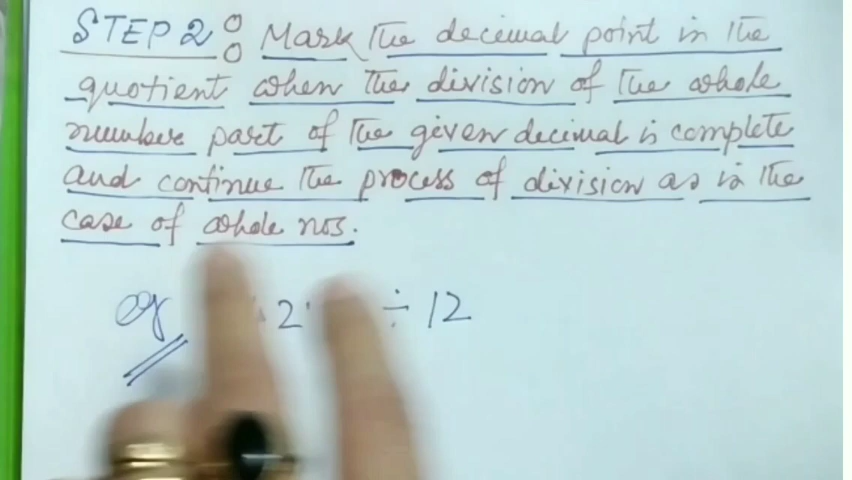 STEP 2: Mark the decimal point in the
quotient when the division of the whole
number part of the given decimal is complete
and continue the process of division as in the
case of whole nos.
eg 2 ÷ 12